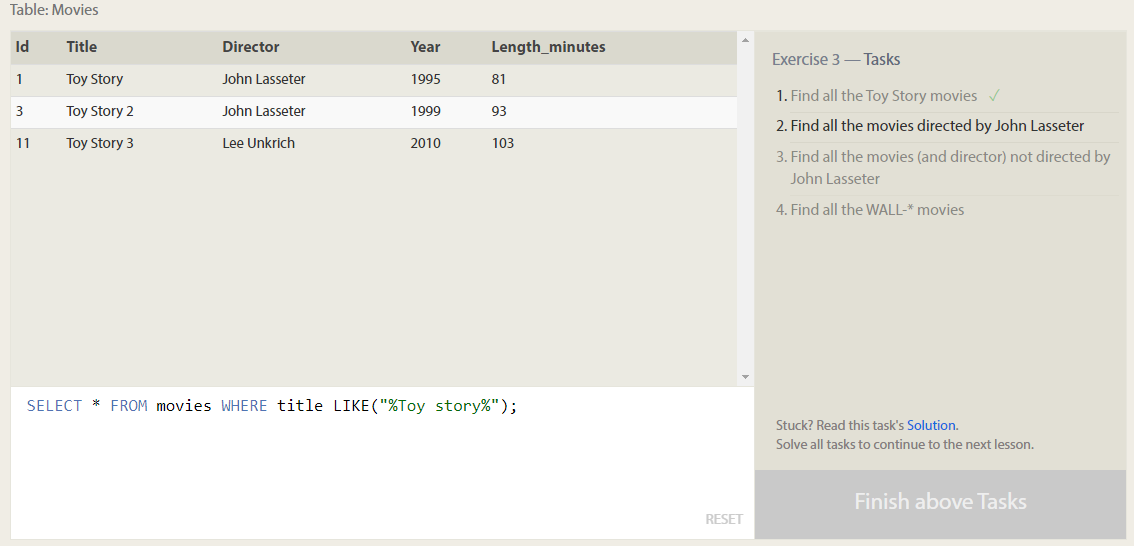 Table: Movies
Id Title Director Year Length_minutes
1 Toy Story John Lasseter 1995 81
3 Toy Story 2 John Lasseter 1999 93
11 Toy Story 3 Lee Unkrich 2010 103
SELECT * FROM movies WHERE title LIKE("%Toy story%");
RESET
Exercise 3 — Tasks
1. Find all the Toy Story movies ✓
2. Find all the movies directed by John Lasseter
3. Find all the movies (and director) not directed by
John Lasseter
4. Find all the WALL-* movies
Stuck? Read this task's Solution.
Solve all tasks to continue to the next lesson.
Finish above Tasks